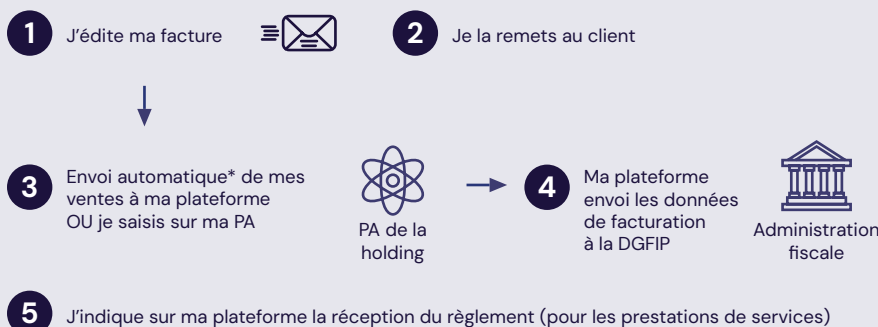 1 J'édite ma facture
2 Je la remets au client
3 Envoi automatique* de mes
ventes à ma plateforme
OU je saisis sur ma PA
PA de la
holding
4 Ma plateforme
envoi les données
de facturation
à la DGFIP
Administration
fiscale
5 J'indique sur ma plateforme la réception du règlement (pour les prestations de services)